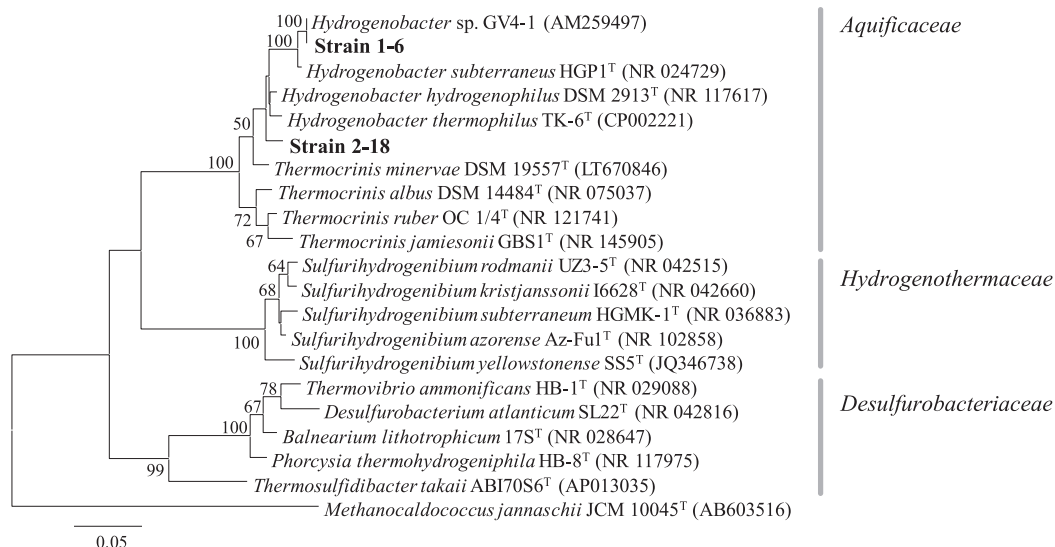 100
Hydrogenobacter sp. GV4-1 (AM259497)
Aquificaceae
100
Strain 1-6
Hydrogenobacter subterraneus HGP1ᵀ (NR 024729)
Hydrogenobacter hydrogenophilus DSM 2913ᵀ (NR 117617)
50
Hydrogenobacter thermophilus TK-6ᵀ (CP002221)
Strain 2-18
100
Thermocrinis minervae DSM 19557ᵀ (LT670846)
Thermocrinis albus DSM 14484ᵀ (NR 075037)
72
Thermocrinis ruber OC 1/4ᵀ (NR 121741)
67
Thermocrinis jamiesonii GBS1ᵀ (NR 145905)
64
Sulfurihydrogenibium rodmanii UZ3-5ᵀ (NR 042515)
Hydrogenothermaceae
68
Sulfurihydrogenibium kristjanssonii I6628ᵀ (NR 042660)
Sulfurihydrogenibium subterraneum HGMK-1ᵀ (NR 036883)
100
Sulfurihydrogenibium azorense Az-Fu1ᵀ (NR 102858)
Sulfurihydrogenibium yellowstonense SS5ᵀ (JQ346738)
78
Thermovibrio ammonificans HB-1ᵀ (NR 029088)
Desulfurobacteriaceae
67
Desulfurobacterium atlanticum SL22ᵀ (NR 042816)
100
Balnearium lithotrophicum 17Sᵀ (NR 028647)
99
Phorcysia thermohydrogeniphila HB-8ᵀ (NR 117975)
Thermosulfidibacter takaii ABI70S6ᵀ (AP013035)
Methanocaldococcus jannaschii JCM 10045ᵀ (AB603516)
0.05